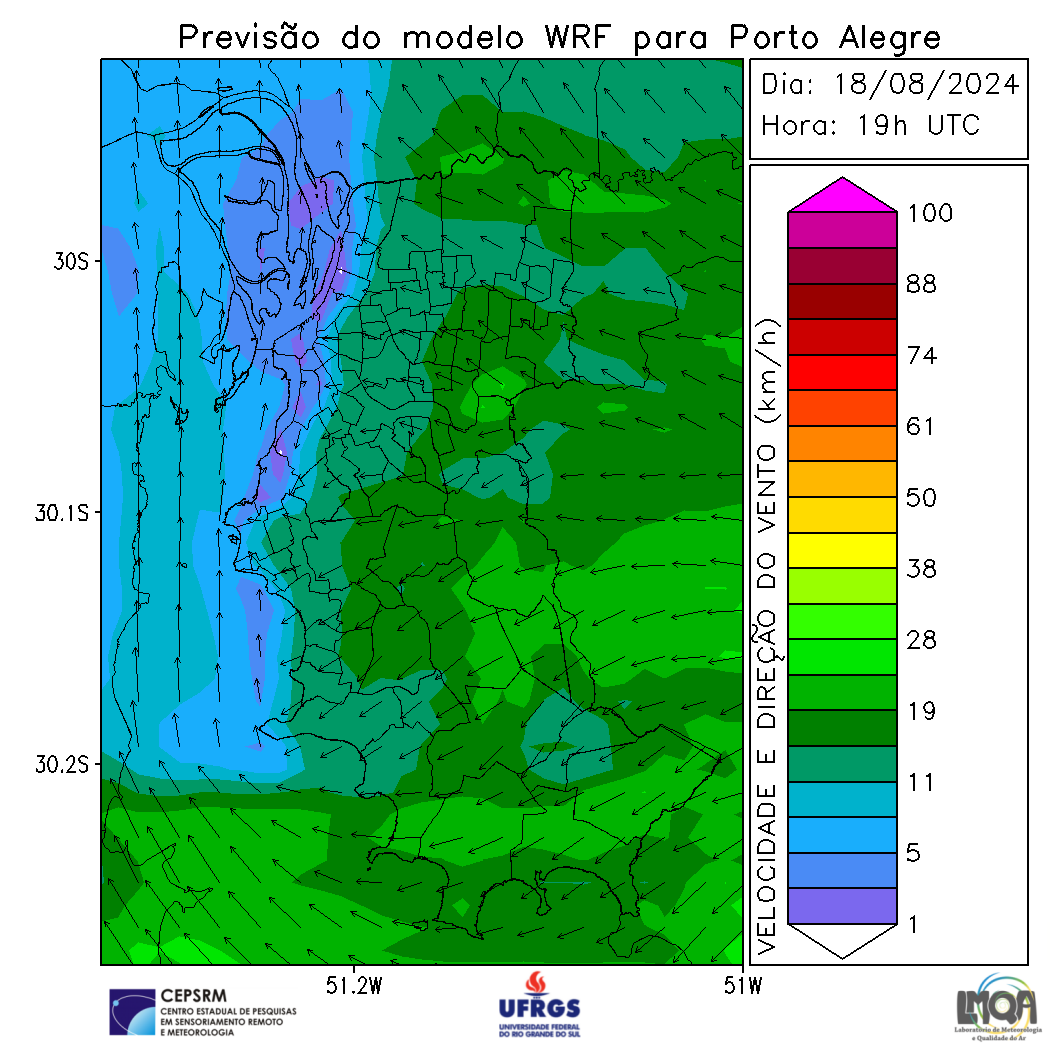 Previsão do modelo WRF para Porto Alegre
Dia: 18/08/2024
Hora: 19h UTC
30S
30.1S
30.2S
51.2W
51W
VELOCIDADE E DIREÇÃO DO VENTO (km/h)
100
88
74
61
50
38
28
19
11
5
1
CEPSRM
CENTRO ESTADUAL DE PESQUISAS
EM SENSORIAMENTO REMOTO
E METEOROLOGIA
UFRGS
UNIVERSIDADE FEDERAL
DO RIO GRANDE DO SUL
LMQA
Laboratório de Meteorologia
e Qualidade do Ar